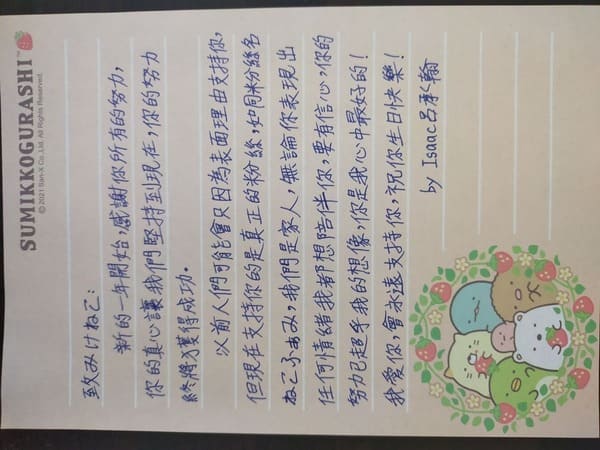 SUMIKKOGURASHI™
©2021 San-X Co.,Ltd. All Rights Reserved.
致みけねこ:
新的一年開始,感謝你所有的努力,
你的真心讓我們堅持到現在,你的努力
終將獲得成功。
以前人們可能會只因為表面理由支持你,
但現在支持你的是真正的粉絲,如同粉絲名
ねこふぁみ,我們是家人,無論你表現出
任何情緒我都想陪伴你,要有信心,你的
努力已超乎我的想像,你是我心中最好的!
我愛你,會永遠支持你,祝你生日快樂!
by Isaac呂承翰